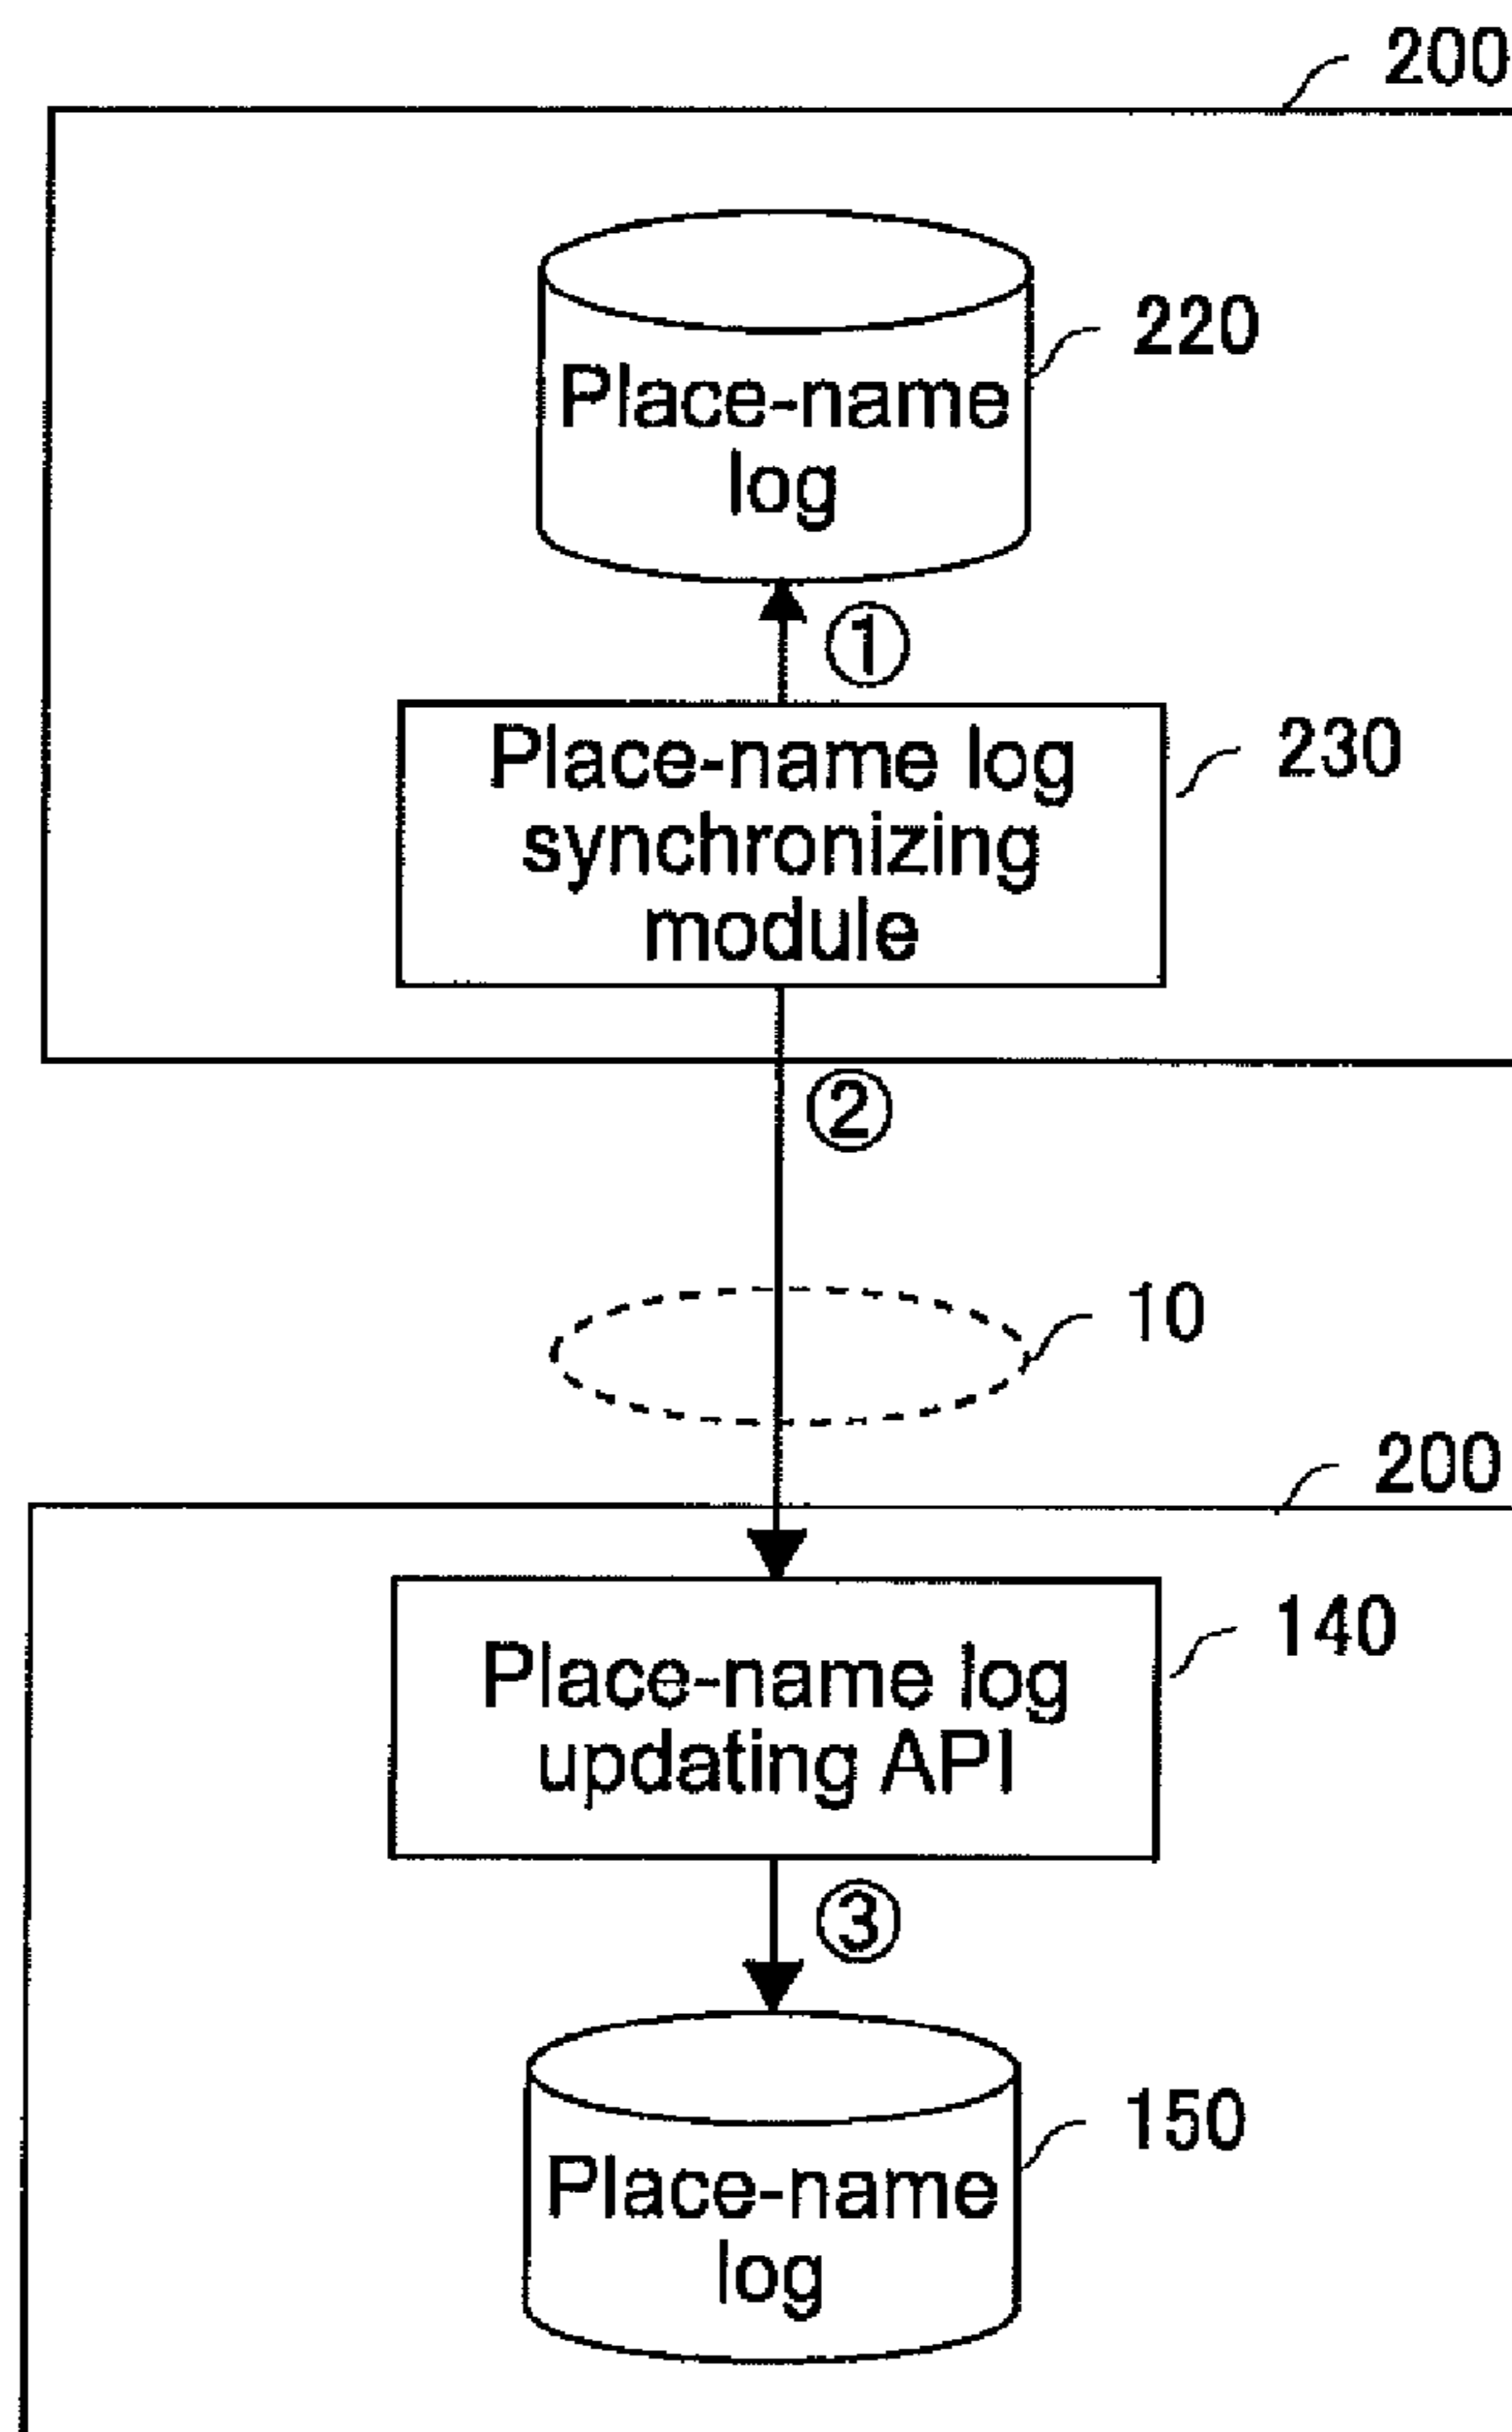 200
220
Place-name
log
①
230
Place-name log
synchronizing
module
②
10
200
140
Place-name log
updating API
③
150
Place-name
log